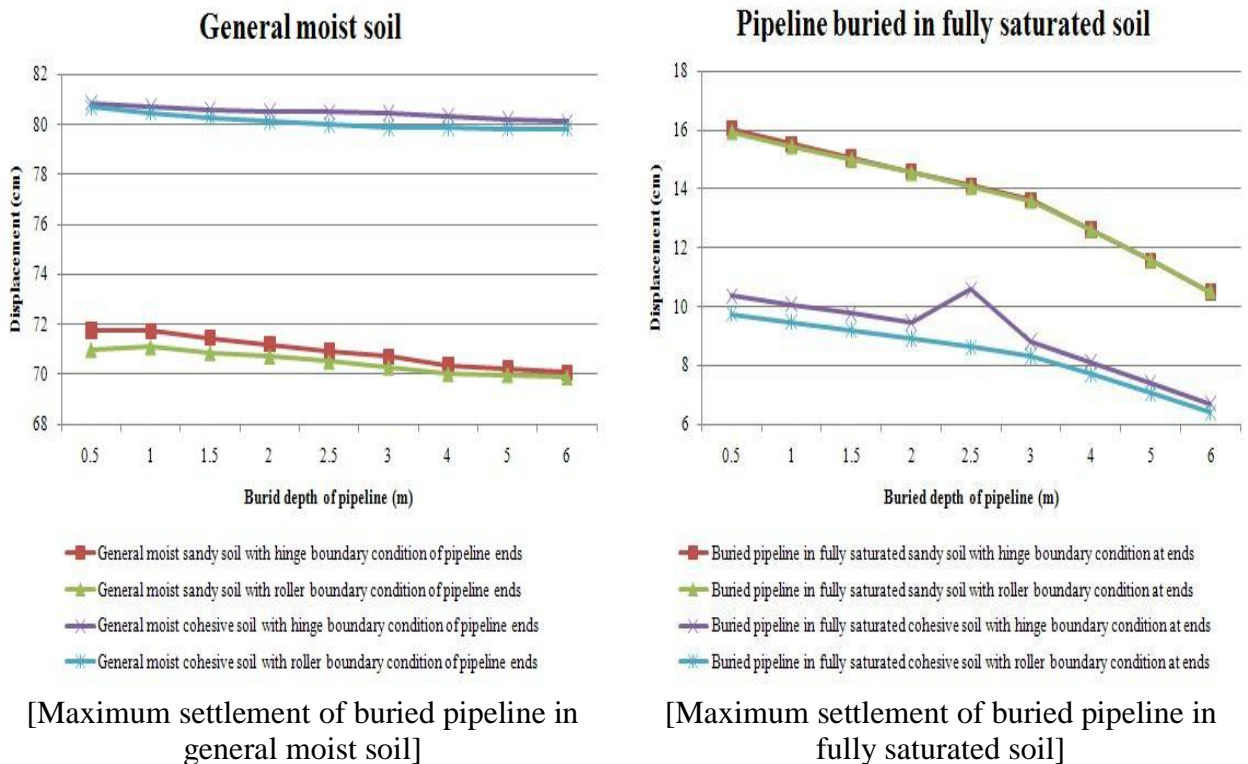 General moist soil
82
80
78
76
74
72
70
68
Displacement (cm)
0.5 1 1.5 2 2.5 3 4 5 6
Burid depth of pipeline (m)
General moist sandy soil with hinge boundary condition of pipeline ends
General moist sandy soil with roller boundary condition of pipeline ends
General moist cohesive soil with hinge boundary condition of pipeline ends
General moist cohesive soil with roller boundary condition of pipeline ends
[Maximum settlement of buried pipeline in
general moist soil]
Pipeline buried in fully saturated soil
18
16
14
12
10
8
6
Displacement (cm)
0.5 1 1.5 2 2.5 3 4 5 6
Buried depth of pipeline (m)
Buried pipeline in fully saturated sandy soil with hinge boundary condition at ends
Buried pipeline in fully saturated sandy soil with roller boundary condition at ends
Buried pipeline in fully saturated cohesive soil with hinge boundary condition at ends
Buried pipeline in fully saturated cohesive soil with roller boundary condition at ends
[Maximum settlement of buried pipeline in
fully saturated soil]